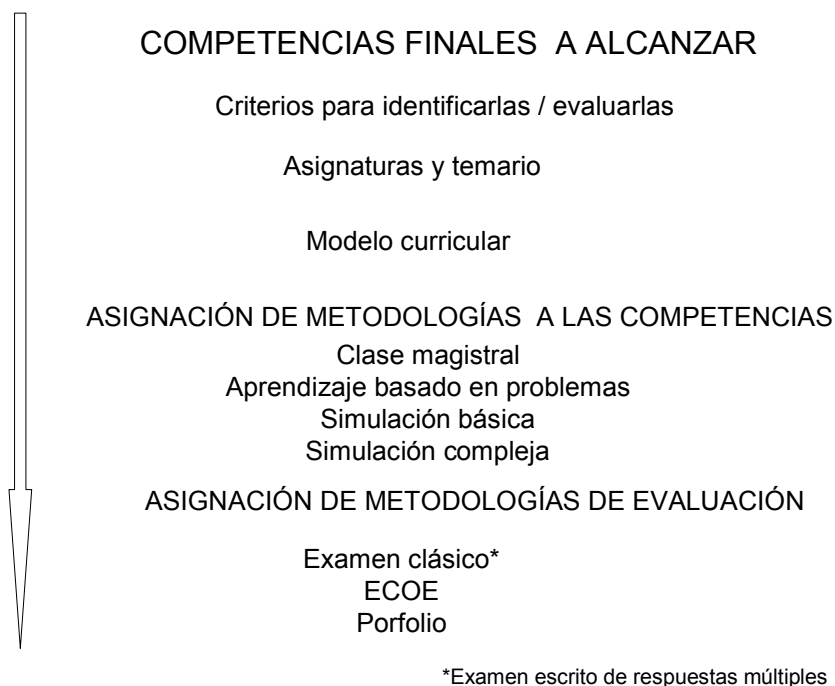 COMPETENCIAS FINALES A ALCANZAR
Criterios para identificarlas / evaluarlas
Asignaturas y temario
Modelo curricular
ASIGNACIÓN DE METODOLOGÍAS A LAS COMPETENCIAS
Clase magistral
Aprendizaje basado en problemas
Simulación básica
Simulación compleja
ASIGNACIÓN DE METODOLOGÍAS DE EVALUACIÓN
Examen clásico*
ECOE
Porfolio
*Examen escrito de respuestas múltiples